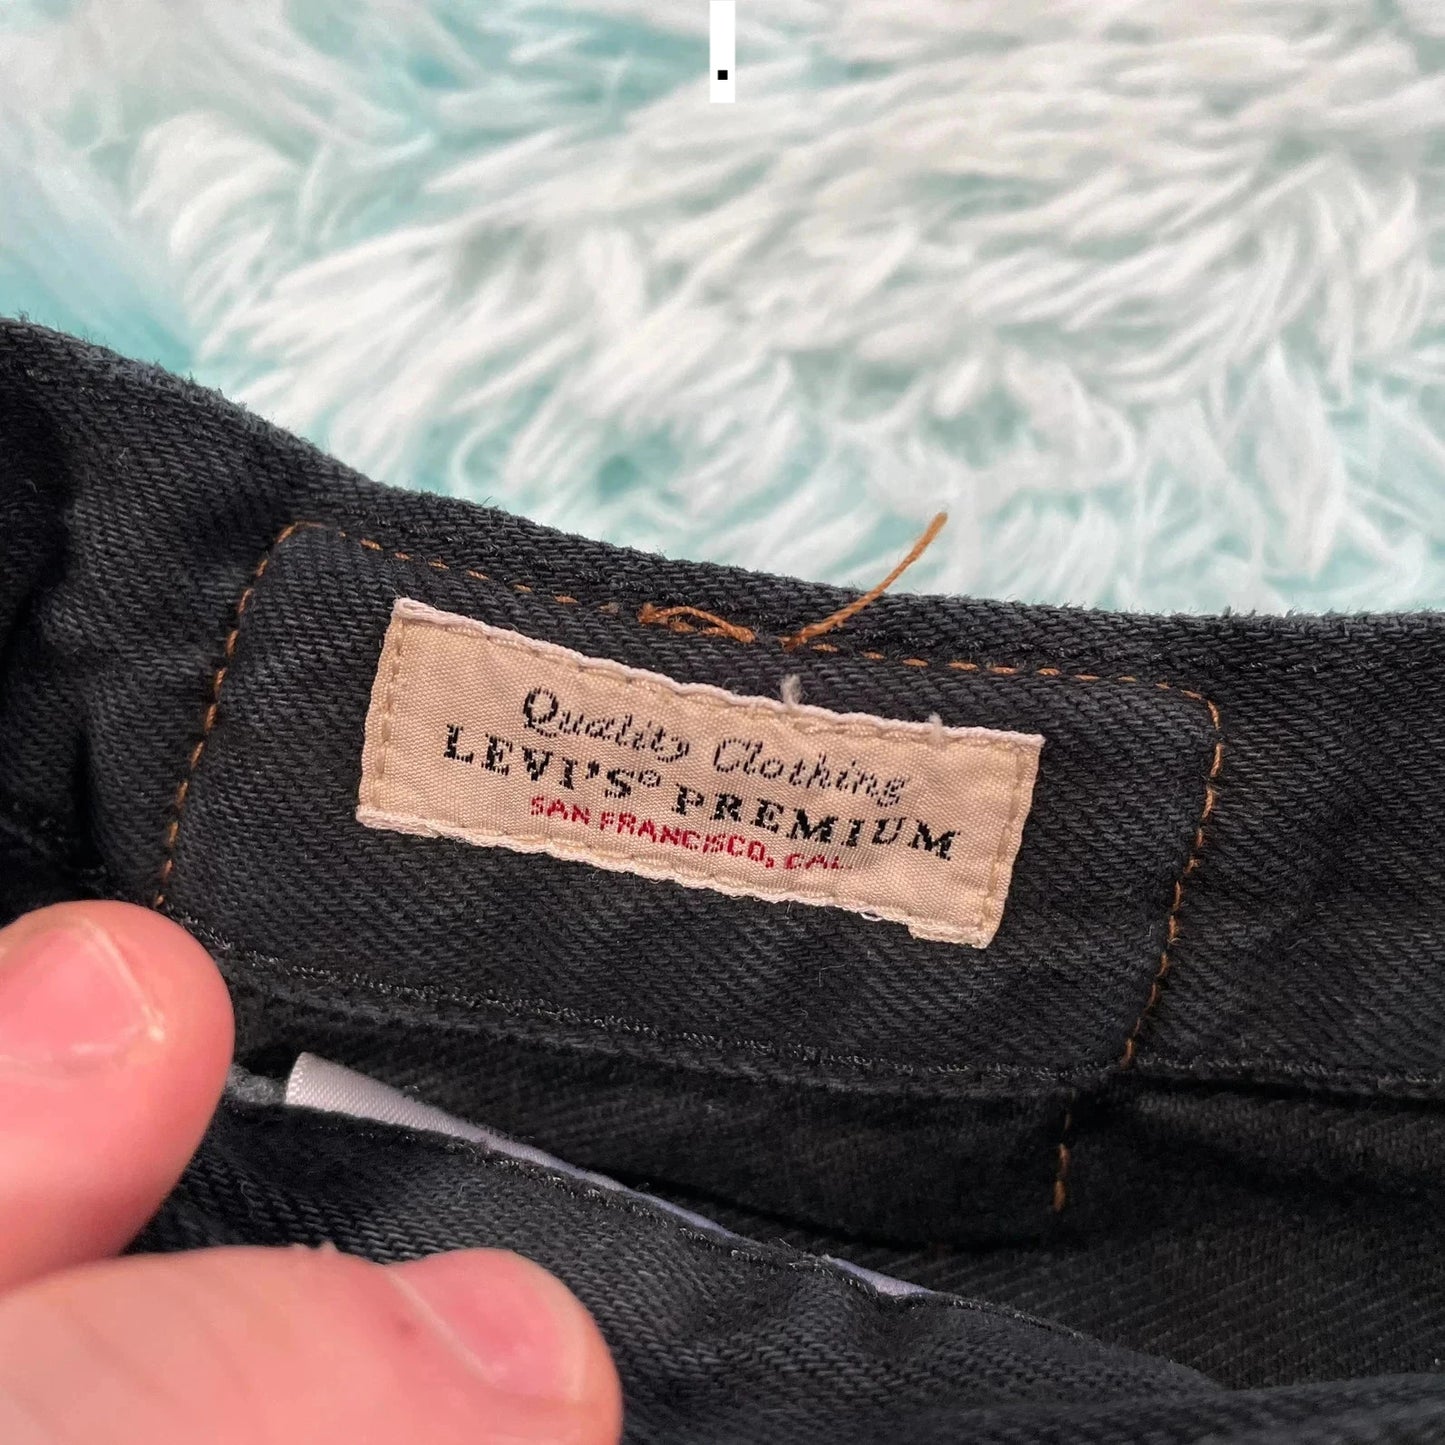 .
Quality Clothing
LEVI'S® PREMIUM
SAN FRANCISCO, CAL